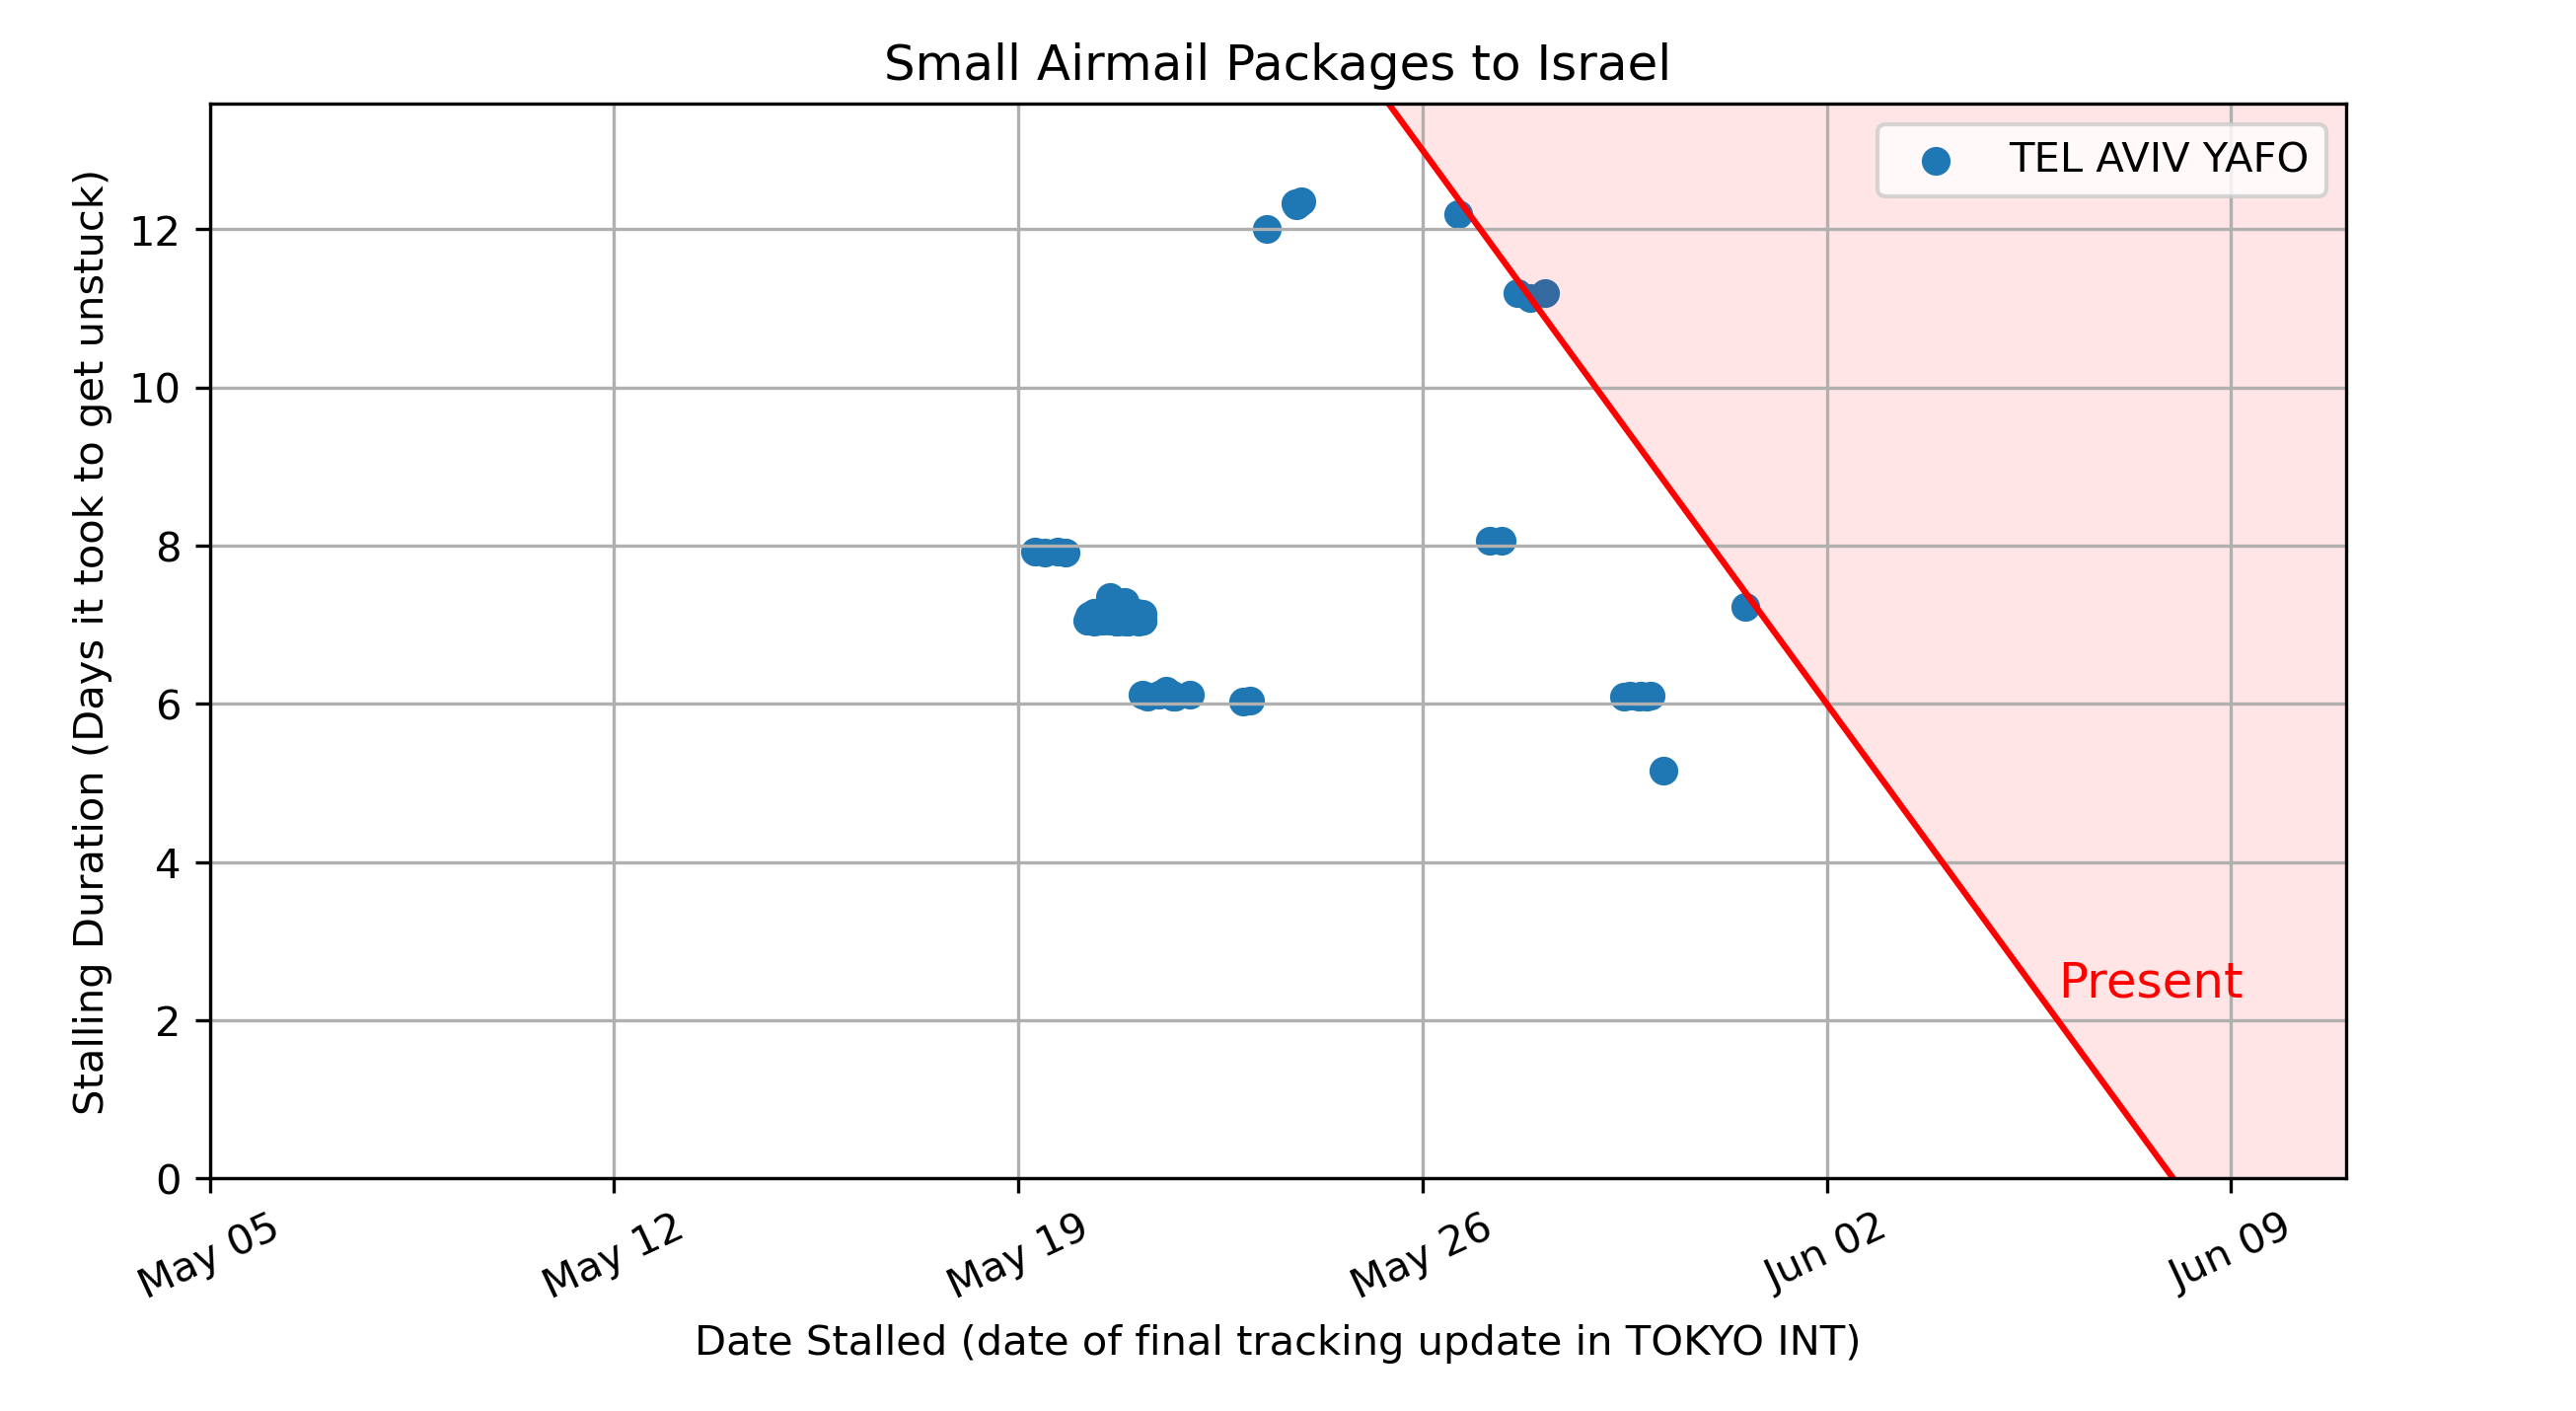 Small Airmail Packages to Israel
TEL AVIV YAFO
Stalling Duration (Days it took to get unstuck)
12
10
8
6
4
2
0
Present
May 05
May 12
May 19
May 26
Jun 02
Jun 09
Date Stalled (date of final tracking update in TOKYO INT)